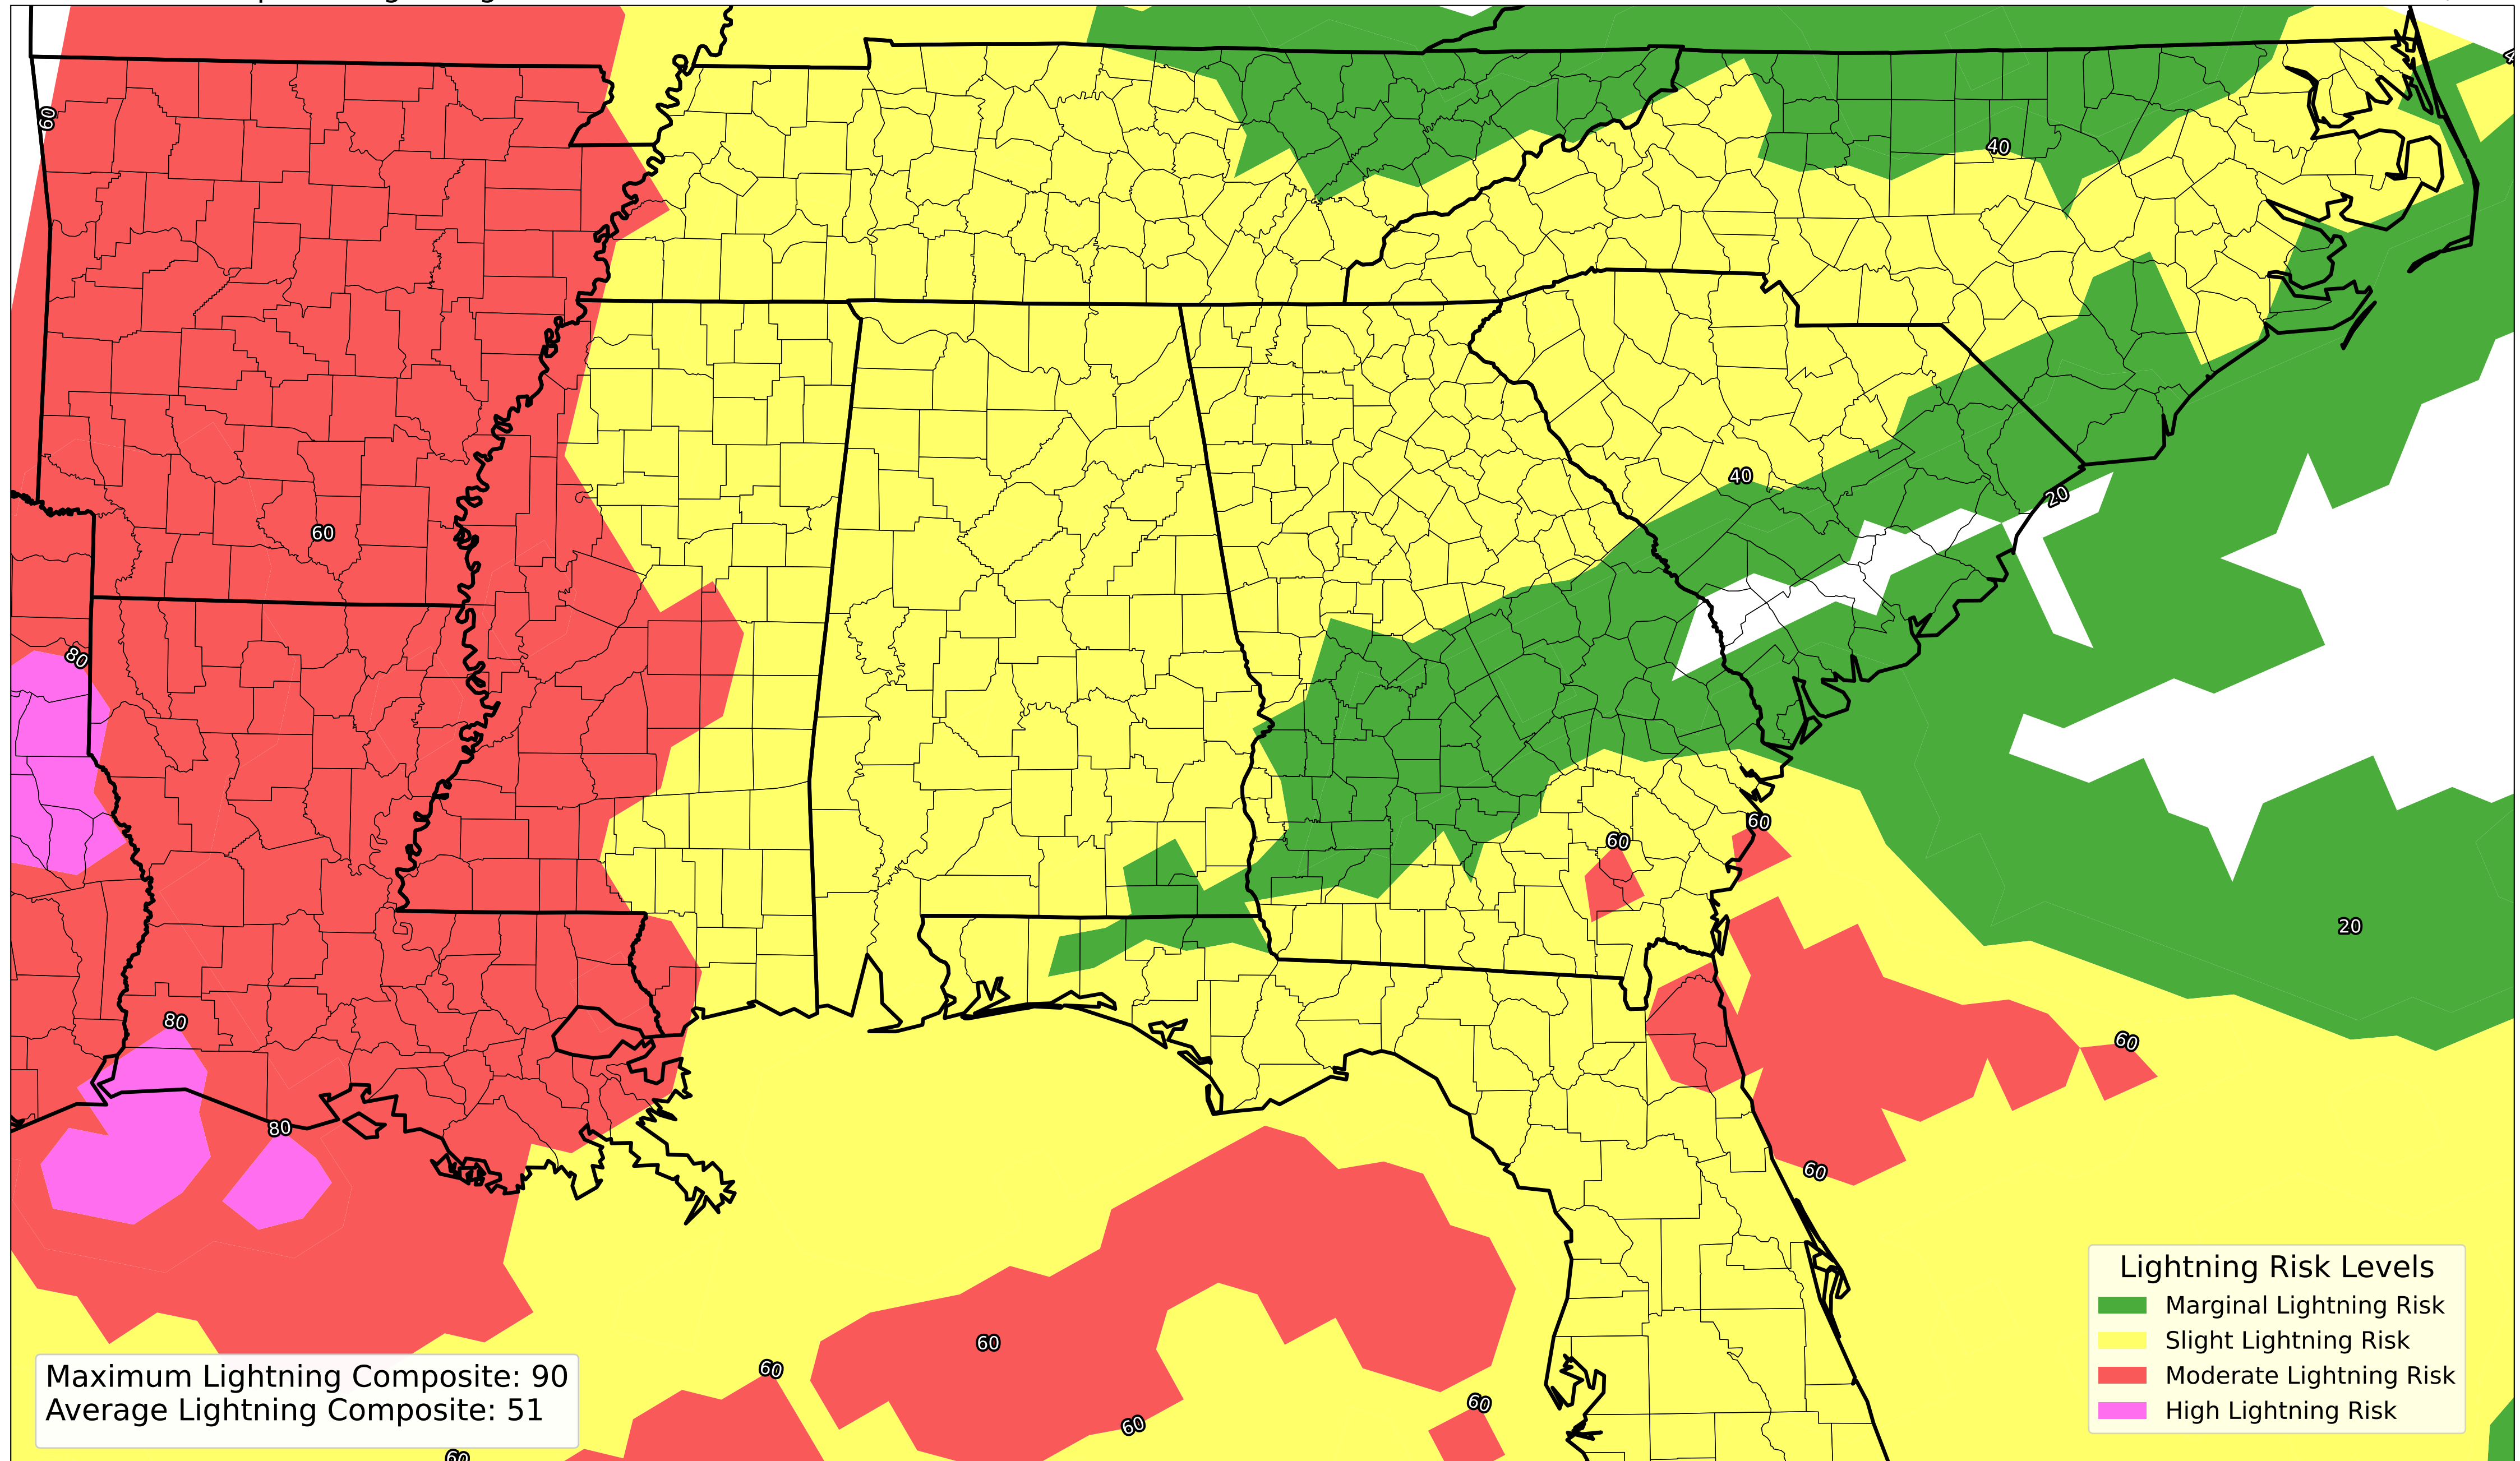 60
40
40
20
60
80
60
60
20
80
60
80
60
Lightning Risk Levels
Marginal Lightning Risk
Slight Lightning Risk
60
60
Moderate Lightning Risk
Maximum Lightning Composite: 90
60
High Lightning Risk
Average Lightning Composite: 51
60
60